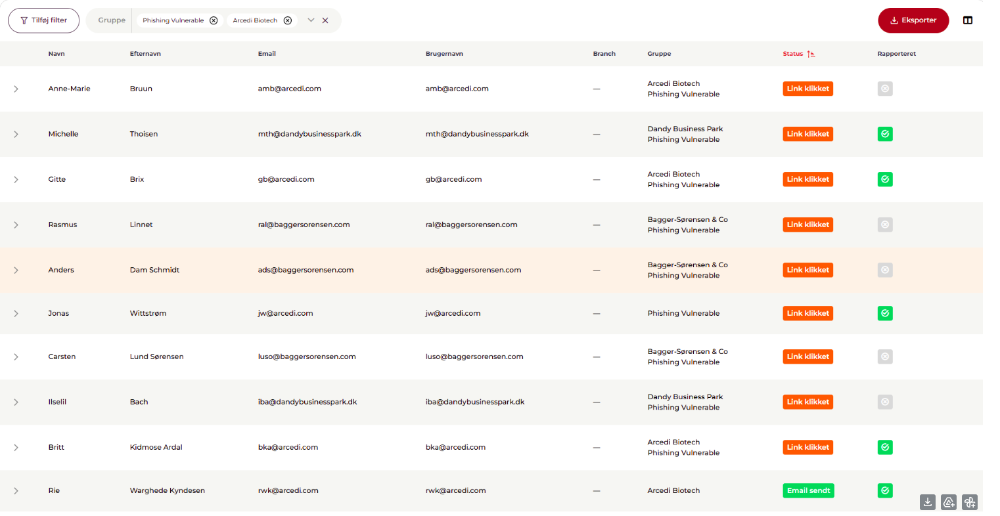 Tilføj filter
Gruppe
Phishing Vulnerable
Arcedi Biotech
Eksporter
Navn Efternavn Email Brugernavn Branch Gruppe Status Rapporteret
Anne-Marie Bruun amb@arcedi.com amb@arcedi.com — Arcedi Biotech Link klikket
Phishing Vulnerable
Michelle Thoisen mth@dandybusinesspark.dk mth@dandybusinesspark.dk — Dandy Business Park Link klikket
Phishing Vulnerable
Gitte Brix gb@arcedi.com gb@arcedi.com — Arcedi Biotech Link klikket
Phishing Vulnerable
Rasmus Linnet ral@baggersorensen.com ral@baggersorensen.com — Bagger-Sørensen & Co Link klikket
Phishing Vulnerable
Anders Dam Schmidt ads@baggersorensen.com ads@baggersorensen.com — Bagger-Sørensen & Co Link klikket
Phishing Vulnerable
Jonas Wittstrøm jw@arcedi.com jw@arcedi.com — Phishing Vulnerable Link klikket
Carsten Lund Sørensen luso@baggersorensen.com luso@baggersorensen.com — Bagger-Sørensen & Co Link klikket
Phishing Vulnerable
Ilselil Bach iba@dandybusinesspark.dk iba@dandybusinesspark.dk — Dandy Business Park Link klikket
Phishing Vulnerable
Britt Kidmose Ardal bka@arcedi.com bka@arcedi.com — Arcedi Biotech Link klikket
Phishing Vulnerable
Rie Warghede Kyndesen rwk@arcedi.com rwk@arcedi.com — Arcedi Biotech Email sendt